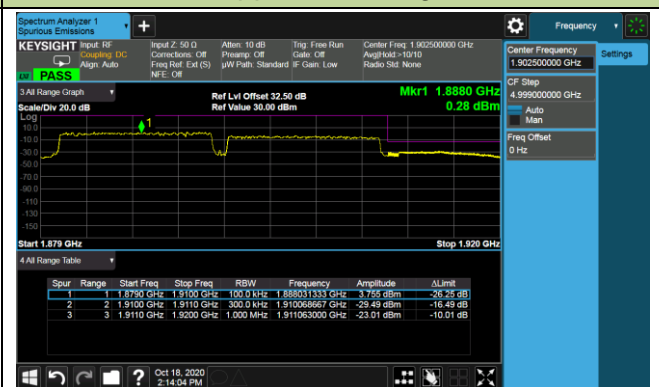 Spectrum Analyzer 1
Spurious Emissions
+
Frequency
KEYSIGHT
Input: RF
Coupling: DC
Align: Auto
Input Z: 50 Ω
Corrections: Off
Freq Ref: Ext (S)
NFE: Off
Atten: 10 dB
Preamp: Off
µW Path: Standard
Trig: Free Run
Gate: Off
IF Gain: Low
Center Freq: 1.902500000 GHz
Avg|Hold:>10/10
Radio Std: None
PASS
Center Frequency
1.902500000 GHz
Settings
CF Step
4.999000000 GHz
Auto
Man
Freq Offset
0 Hz
3 All Range Graph
Scale/Div 20.0 dB
Ref Lvl Offset 32.50 dB
Ref Value 30.00 dBm
Mkr1 1.8880 GHz
0.28 dBm
Log
10.0
-10.0
-30.0
-50.0
-70.0
-90.0
-110
-130
-150
1
Start 1.879 GHz
Stop 1.920 GHz
4 All Range Table
Spur Range Start Freq Stop Freq RBW Frequency Amplitude ΔLimit
1 1 1.8790 GHz 1.9100 GHz 100.0 kHz 1.888031333 GHz 3.755 dBm -26.25 dB
2 2 1.9100 GHz 1.9110 GHz 300.0 kHz 1.910068667 GHz -29.49 dBm -16.49 dB
3 3 1.9110 GHz 1.9200 GHz 1.000 MHz 1.911063000 GHz -23.01 dBm -10.01 dB
?
Oct 18, 2020
2:14:04 PM